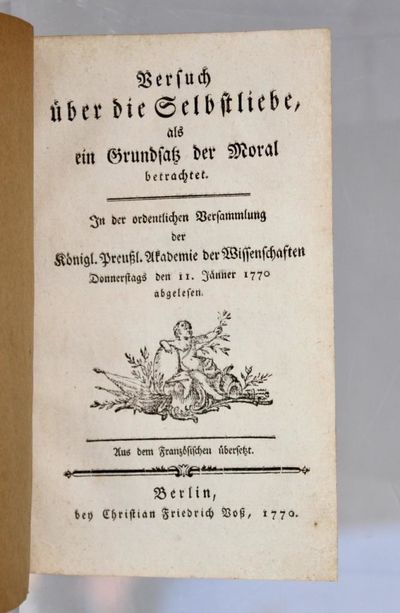 Versuch
über die Selbstliebe,
als
ein Grundsatz der Moral
betrachtet.
In der ordentlichen Versammlung
der
Königl. Preußl. Akademie der Wissenschaften
Donnerstags den 11. Jänner 1770
abgelesen.
Aus dem Französischen übersetzt.
Berlin,
bey Christian Friedrich Voß, 1770.